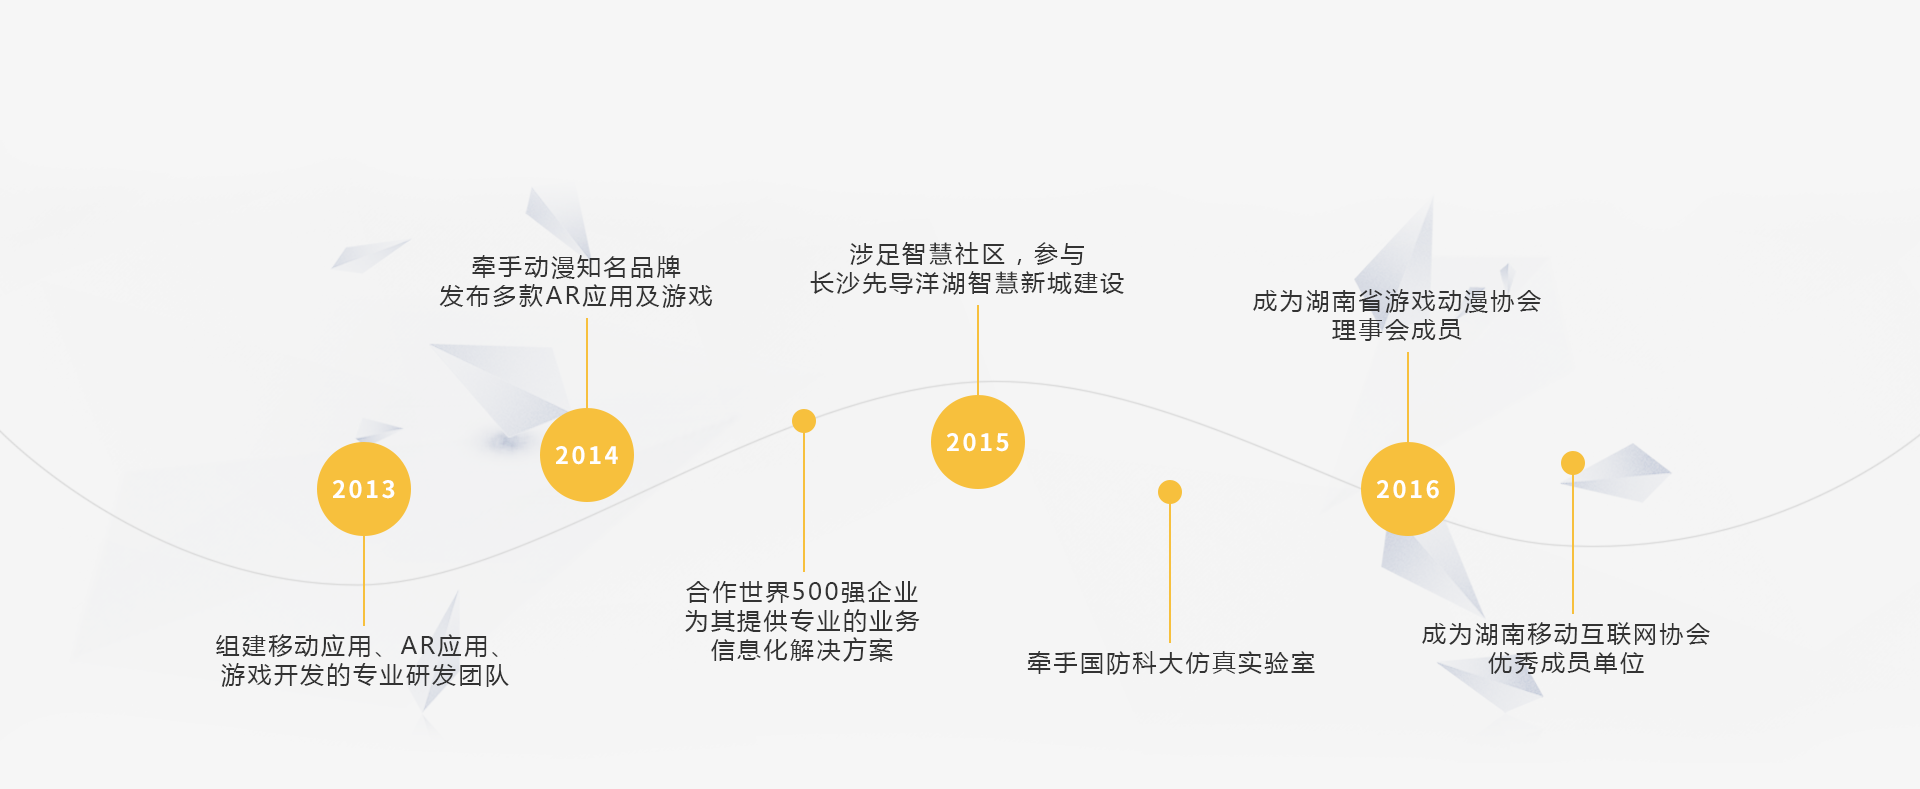 2013
组建移动应用、AR应用、
游戏开发的专业研发团队
牵手动漫知名品牌
发布多款AR应用及游戏
2014
合作世界500强企业
为其提供专业的业务
信息化解决方案
涉足智慧社区，参与
长沙先导洋湖智慧新城建设
2015
牵手国防科大仿真实验室
成为湖南省游戏动漫协会
理事会成员
2016
成为湖南移动互联网协会
优秀成员单位